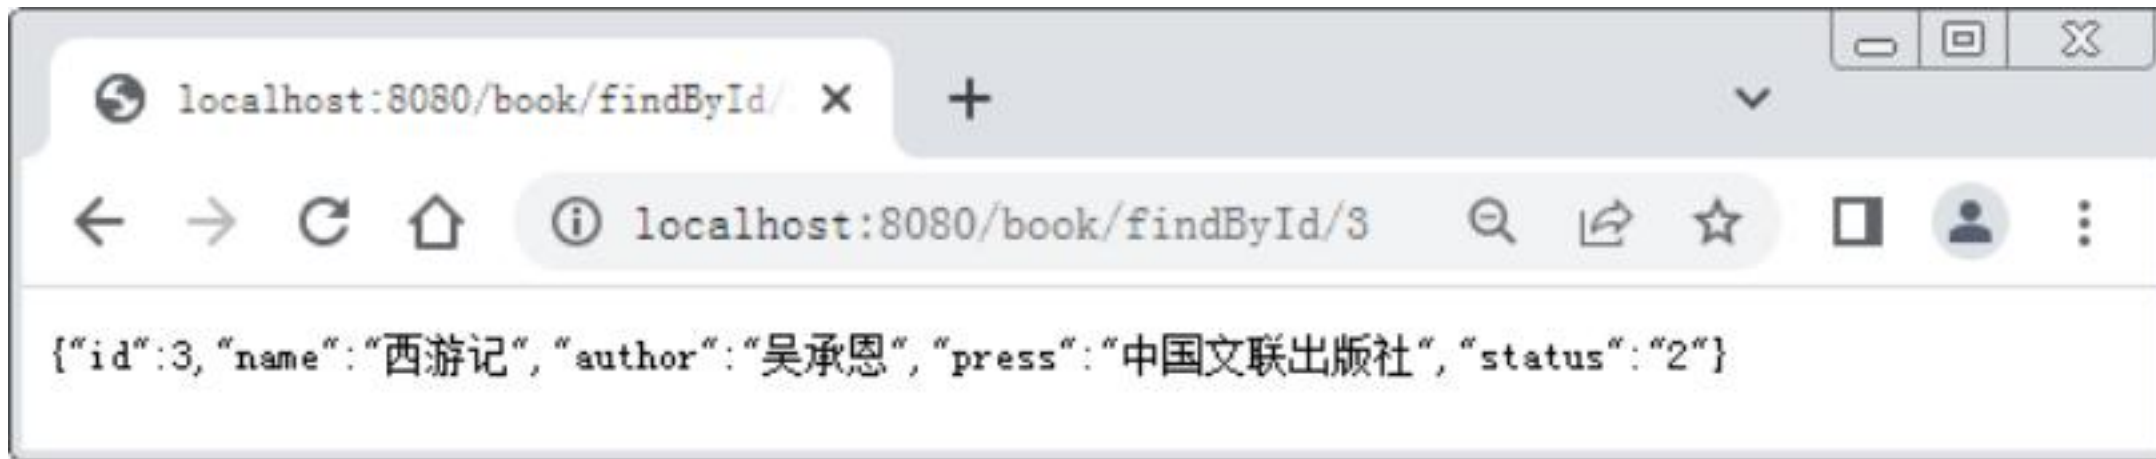 localhost:8080/book/findById/
localhost:8080/book/findById/3
{"id":3,"name":"西游记","author":"吴承恩","press":"中国文联出版社","status":"2"}